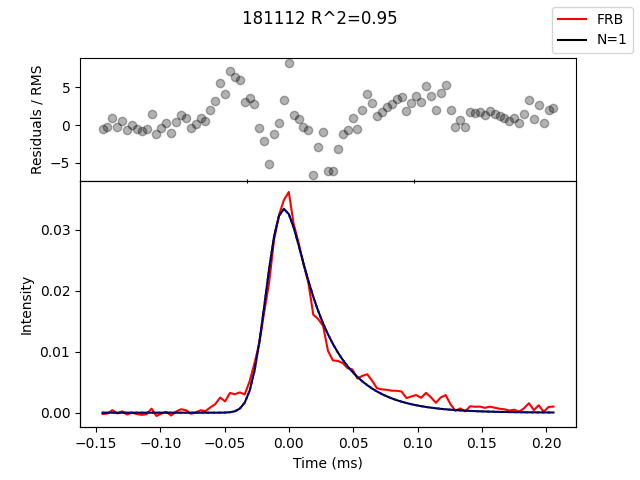 181112 R^2=0.95
FRB
N=1
Residuals / RMS
5
0
−5
Intensity
0.03
0.02
0.01
0.00
−0.15 −0.10 −0.05 0.00 0.05 0.10 0.15 0.20
Time (ms)